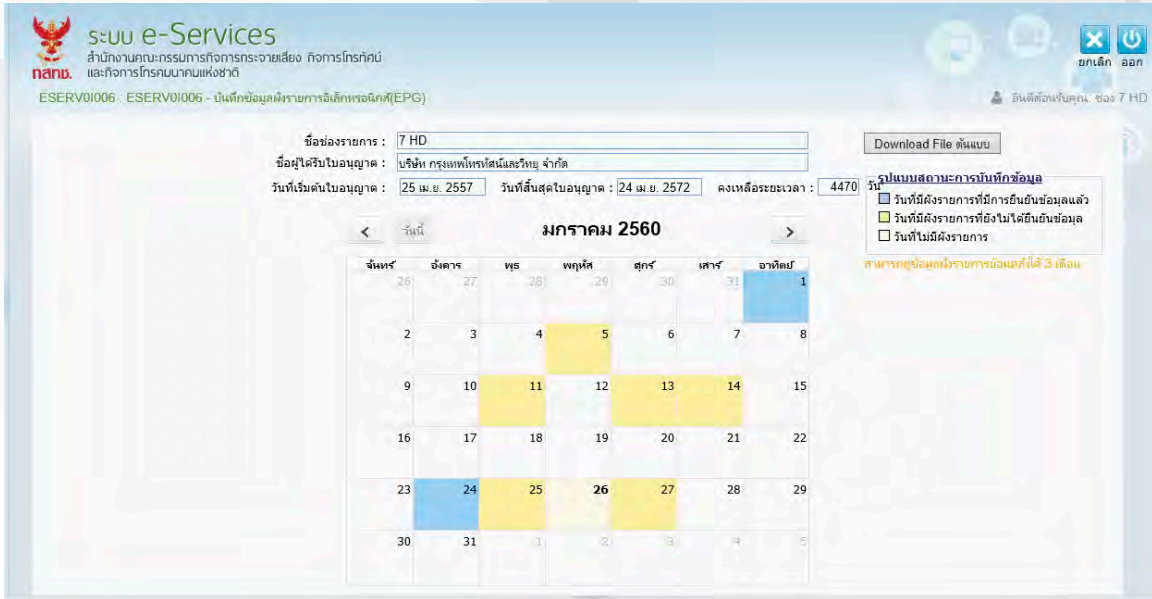 ระบบ e-Services
สำนักงานคณะกรรมการกิจการกระจายเสียง กิจการโทรทัศน์
และกิจการโทรคมนาคมแห่งชาติ
กสทช.
ยกเลิก ออก
ESERV01006 : ESERV01006 - บันทึกข้อมูลผังรายการอิเล็กทรอนิกส์(EPG)
ยินดีต้อนรับคุณ: ช่อง 7 HD
ชื่อช่องรายการ : 7 HD
Download File ต้นแบบ
ชื่อผู้ได้รับใบอนุญาต : บริษัท กรุงเทพโทรทัศน์และวิทยุ จำกัด
วันที่เริ่มต้นใบอนุญาต : 25 เม.ย. 2557 วันที่สิ้นสุดใบอนุญาต : 24 เม.ย. 2572 คงเหลือระยะเวลา : 4470 วัน
รูปแบบสถานะการบันทึกข้อมูล
วันที่มีผังรายการที่มีการยืนยันข้อมูลแล้ว
วันที่มีผังรายการที่ยังไม่ได้ยืนยันข้อมูล
วันที่ไม่มีผังรายการ
สามารถดูข้อมูลผังรายการย้อนหลังได้ 3 เดือน
< วันนี้ มกราคม 2560 >
จันทร์ อังคาร พุธ พฤหัส ศุกร์ เสาร์ อาทิตย์
26 27 28 29 30 31 1
2 3 4 5 6 7 8
9 10 11 12 13 14 15
16 17 18 19 20 21 22
23 24 25 26 27 28 29
30 31 1 2 3 4 5